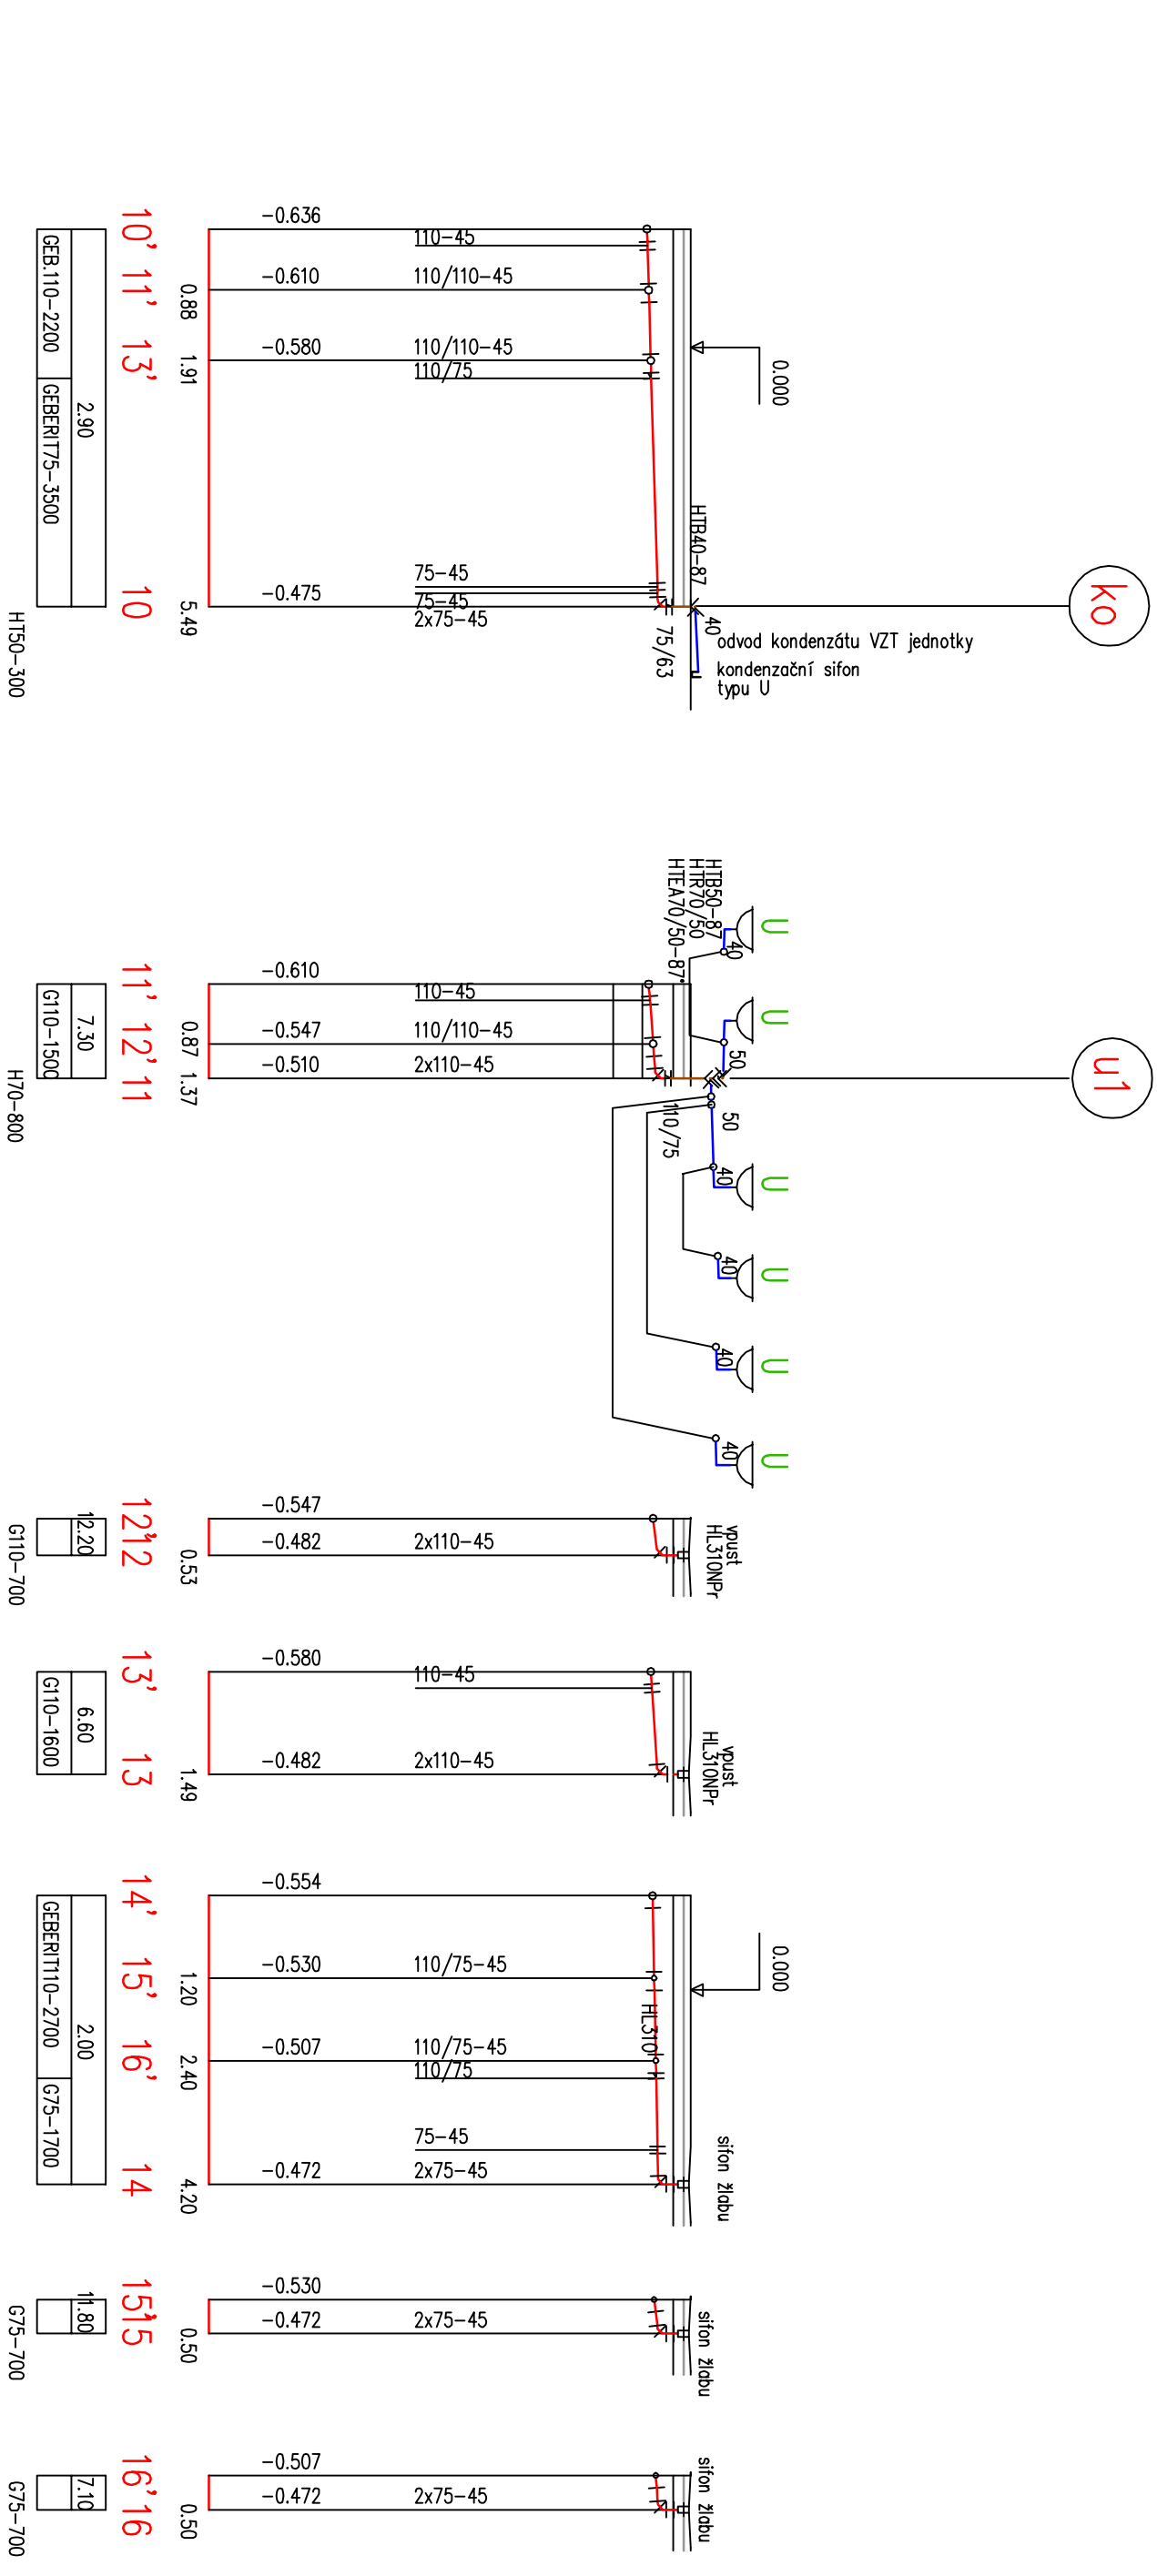 10' 11' 13' 10
0.88 1.91 5.49
-0.636
110-45
-0.610
110/110-45
-0.580
110/110-45
110/75
75-45
-0.475
75-45
2x75-45
0.000
HTB40-87
75/63
40
odvod kondenzátu VZT jednotky
kondenzační sifon
typu U
ko
2.90
GEB.110-2200
GEBERIT75-3500
HT50-300
11' 12' 11
0.87 1.37
-0.610
110-45
-0.547
110/110-45
-0.510
2x110-45
HTB50-87
HTR70/50
HTEA70/50-87°
U
40
U
50
u1
50
110/75
U
40
U
40
U
40
U
40
7.30
G110-1500
H70-800
12' 12
0.53
-0.547
-0.482
2x110-45
vpust
HL310NPr
12.20
G110-700
13' 13
1.49
-0.580
110-45
-0.482
2x110-45
vpust
HL310NPr
6.60
G110-1600
14' 15' 16' 14
1.20 2.40 4.20
-0.554
-0.530
110/75-45
-0.507
110/75-45
110/75
75-45
-0.472
2x75-45
HL310
0.000
sifon žlabu
2.00
GEBERIT110-2700
G75-1700
15' 15
0.50
-0.530
-0.472
2x75-45
sifon žlabu
11.80
G75-700
16' 16
0.50
-0.507
-0.472
2x75-45
sifon žlabu
7.10
G75-700